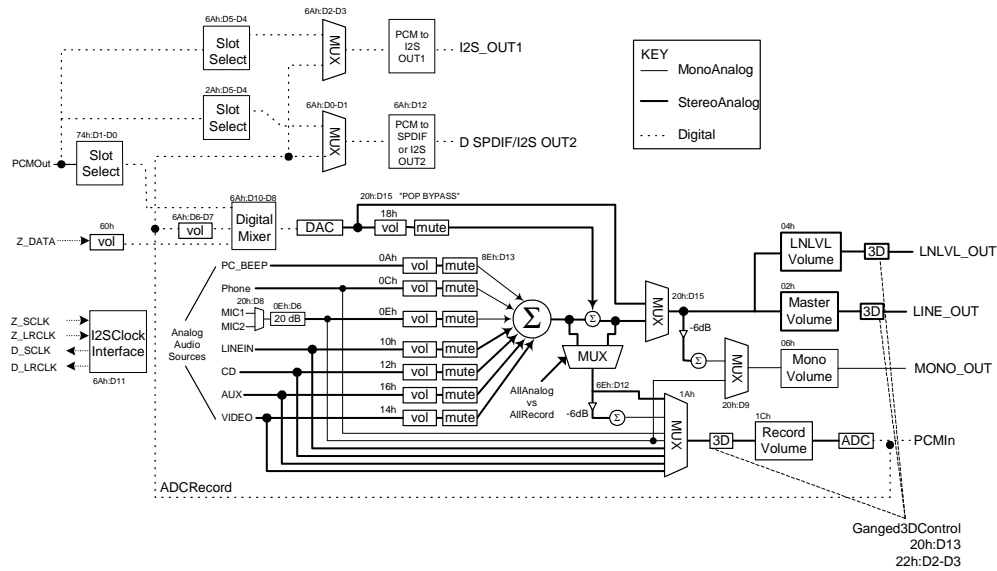 6Ah:D5-D4
Slot Select
6Ah:D2-D3
MUX
PCM to I2S OUT1
I2S_OUT1
KEY
MonoAnalog
StereoAnalog
Digital
2Ah:D5-D4
Slot Select
6Ah:D0-D1
MUX
6Ah:D12
PCM to SPDIF or I2S OUT2
D SPDIF/I2S OUT2
74h:D1-D0
PCMOut
Slot Select
6Ah:D10-D8
Digital Mixer
6Ah:D6-D7
vol
60h
Z_DATA
vol
DAC
20h:D15 "POP BYPASS"
18h
vol
mute
PC_BEEP
0Ah
vol
mute
8Eh:D13
Phone
0Ch
vol
mute
20h:D8
MIC1
MIC2
0Eh:D6
20 dB
0Eh
vol
mute
LINEIN
10h
vol
mute
CD
12h
vol
mute
AUX
16h
vol
mute
VIDEO
14h
vol
mute
Analog
Audio
Sources
Z_SCLK
Z_LRCLK
D_SCLK
D_LRCLK
I2SClock
Interface
6Ah:D11
Σ
Σ
MUX
AllAnalog
vs
AllRecord
6Eh:D12
-6dB
Σ
MUX
20h:D15
-6dB
Σ
MUX
20h:D9
04h
LNLVL
Volume
3D
LNLVL_OUT
02h
Master
Volume
3D
LINE_OUT
06h
Mono
Volume
MONO_OUT
1Ah
MUX
3D
1Ch
Record
Volume
ADC
PCMIn
ADCRecord
Ganged3DControl
20h:D13
22h:D2-D3